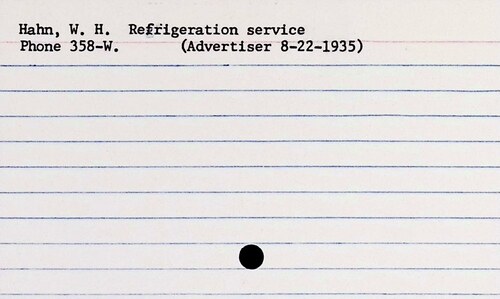 Hahn, W. H. Refrigeration service
Phone 358-W. (Advertiser 8-22-1935)